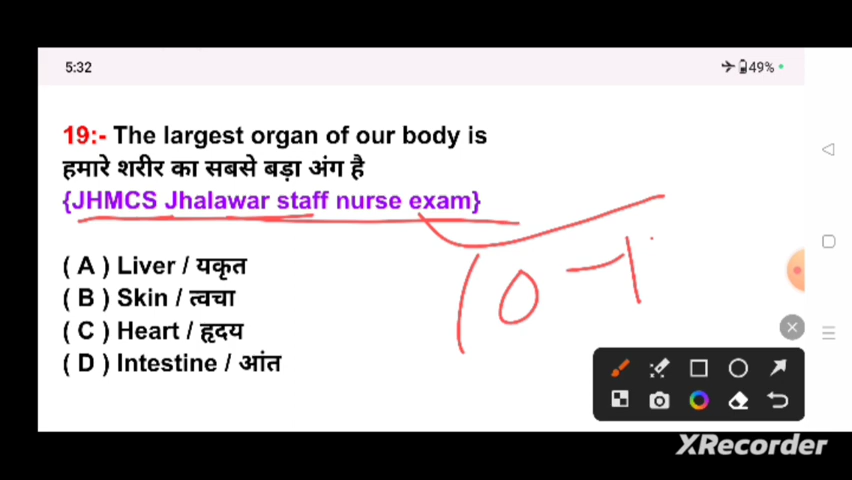 5:32
49%
19:- The largest organ of our body is
हमारे शरीर का सबसे बड़ा अंग है
{JHMCS Jhalawar staff nurse exam}
( A ) Liver / यकृत
( B ) Skin / त्वचा
( C ) Heart / हृदय
( D ) Intestine / आंत
XRecorder